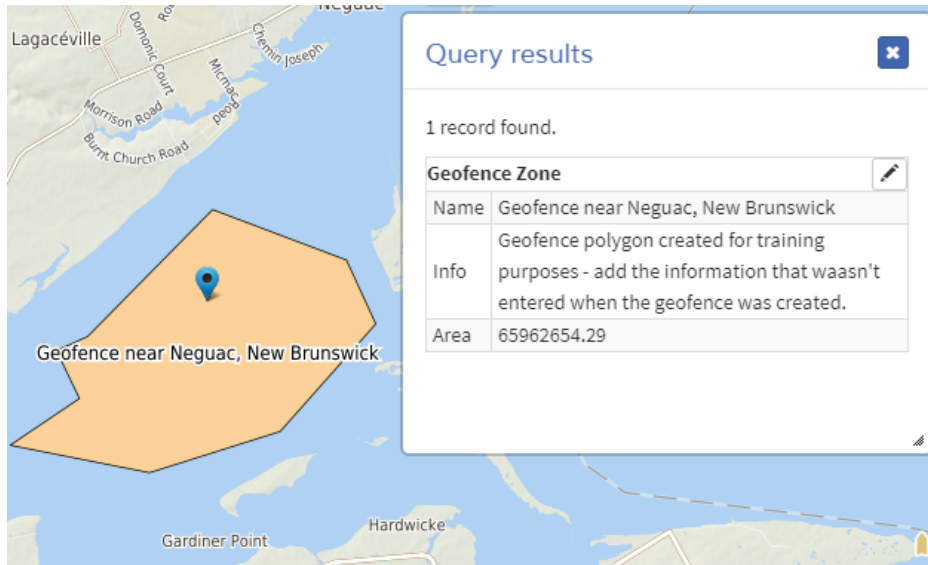 Neguac
Lagacéville
Domonic Court
Chemin Joseph
Micmac Road
Morrison Road
Burnt Church Road
Geofence near Neguac, New Brunswick
Gardiner Point
Hardwicke
Query results
1 record found.
Geofence Zone
Name Geofence near Neguac, New Brunswick
Info Geofence polygon created for training
purposes - add the information that waasn't
entered when the geofence was created.
Area 65962654.29